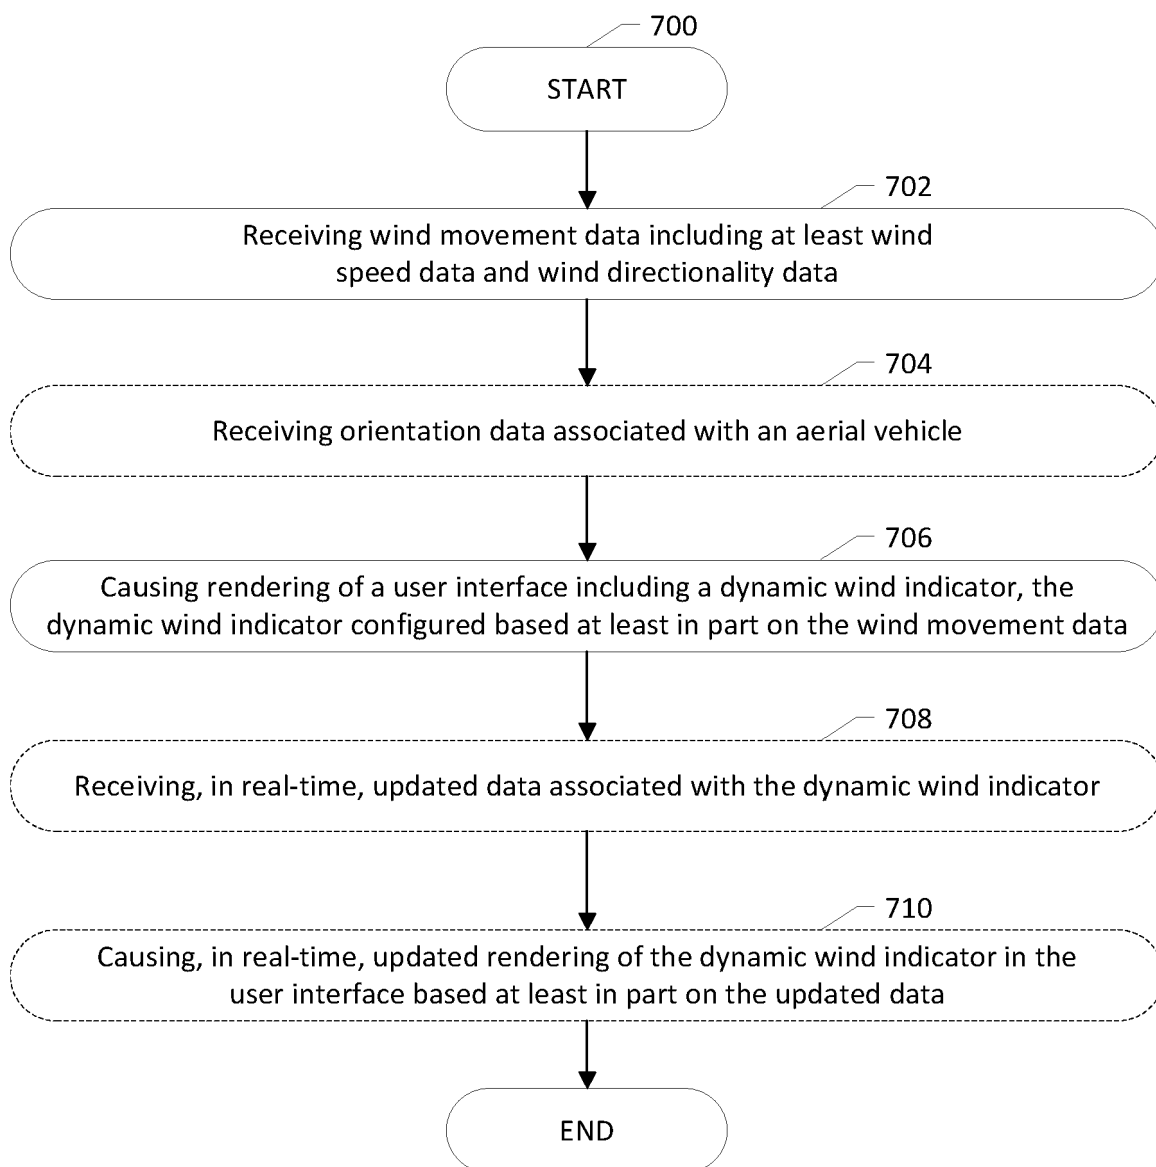 700
START
702
Receiving wind movement data including at least wind
speed data and wind directionality data
704
Receiving orientation data associated with an aerial vehicle
706
Causing rendering of a user interface including a dynamic wind indicator, the
dynamic wind indicator configured based at least in part on the wind movement data
708
Receiving, in real-time, updated data associated with the dynamic wind indicator
710
Causing, in real-time, updated rendering of the dynamic wind indicator in the
user interface based at least in part on the updated data
END